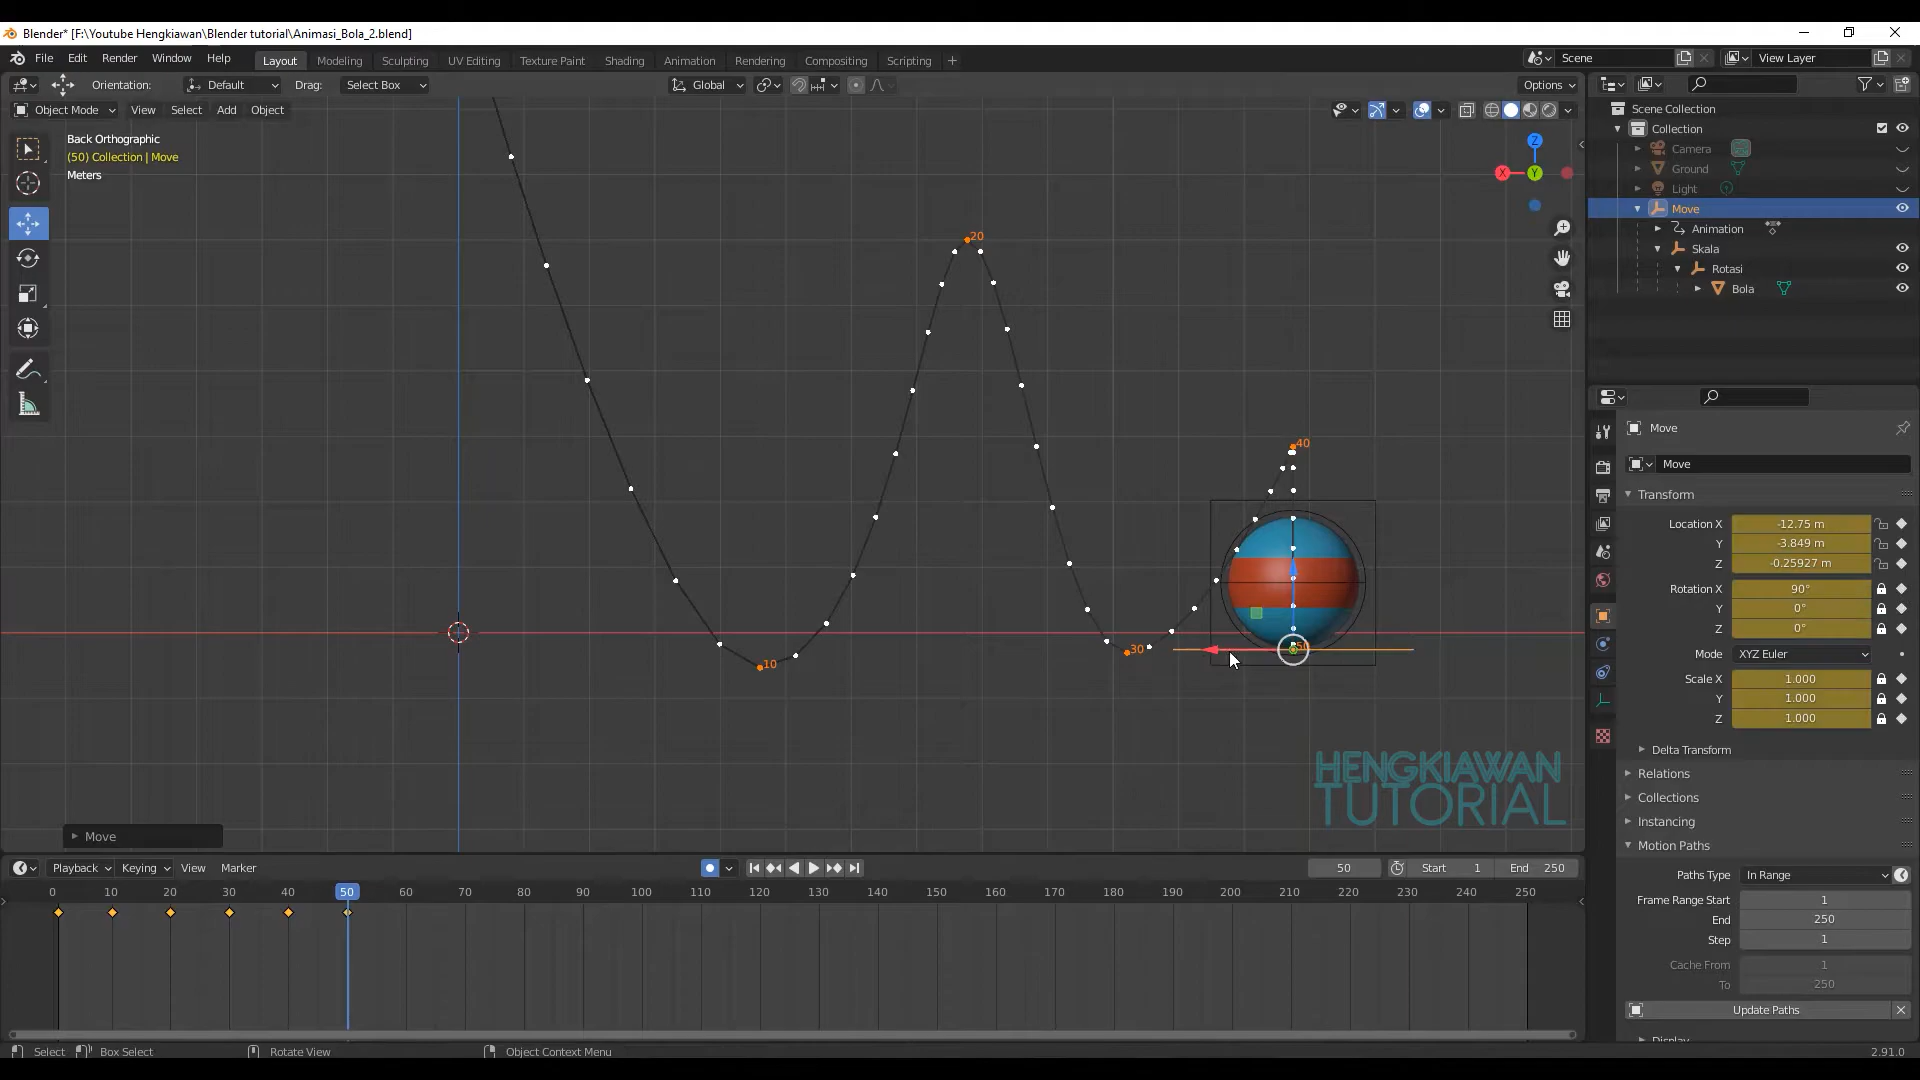 Blender* [F:\Youtube Hengkiawan\Blender tutorial\Animasi_Bola_2.blend]
File Edit Render Window Help
Layout Modeling Sculpting UV Editing Texture Paint Shading Animation Rendering Compositing Scripting +
Scene
View Layer
Orientation: Default Drag: Select Box
Global
Options
Object Mode View Select Add Object
Back Orthographic
(50) Collection | Move
Meters
Z
X
Y
20
40
10
30
50
HENGKIAWAN
TUTORIAL
Move
Scene Collection
Collection
Camera
Ground
Light
Move
Animation
Skala
Rotasi
Bola
Move
Move
Transform
Location X -12.75 m
Y -3.849 m
Z -0.25927 m
Rotation X 90°
Y 0°
Z 0°
Mode XYZ Euler
Scale X 1.000
Y 1.000
Z 1.000
Delta Transform
Relations
Collections
Instancing
Motion Paths
Paths Type In Range
Frame Range Start 1
End 250
Step 1
Cache From 1
To 250
Update Paths
Display
Playback Keying View Marker
50 Start 1 End 250
0 10 20 30 40 50 60 70 80 90 100 110 120 130 140 150 160 170 180 190 200 210 220 230 240 250
Select Box Select Rotate View Object Context Menu
2.91.0